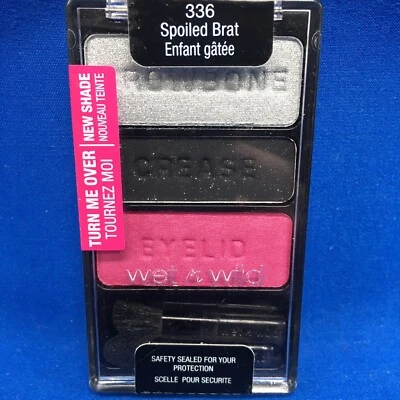 336
Spoiled Brat
Enfant gâtée
BROWBONE
TURN ME OVER
TOURNEZ MOI
NEW SHADE
NOUVEAU TEINTE
CREASE
EYELID
wet n wild
SAFETY SEALED FOR YOUR
PROTECTION
SCELLE POUR SECURITE